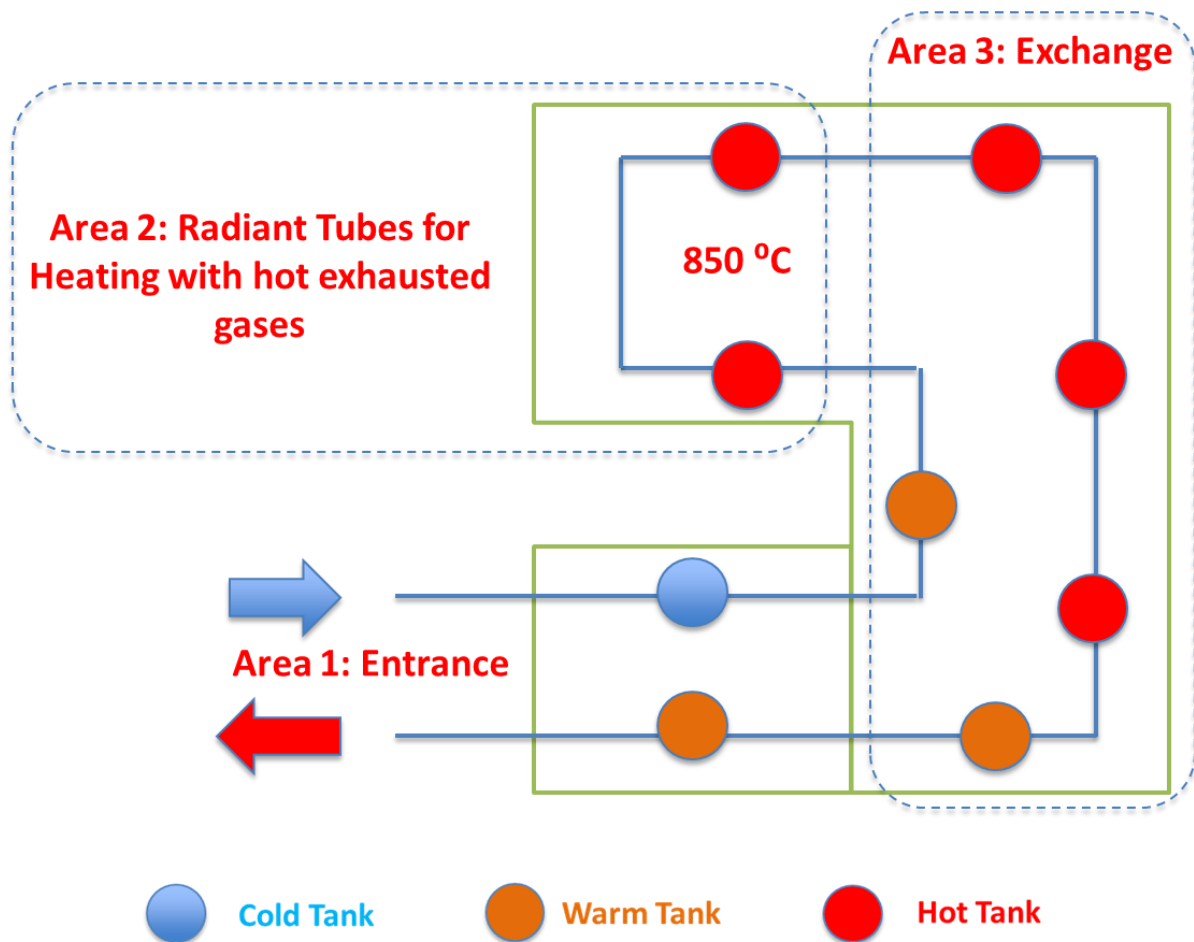 Area 3: Exchange
Area 2: Radiant Tubes for
Heating with hot exhausted
gases
850 ⁰C
Area 1: Entrance
Cold Tank
Warm Tank
Hot Tank